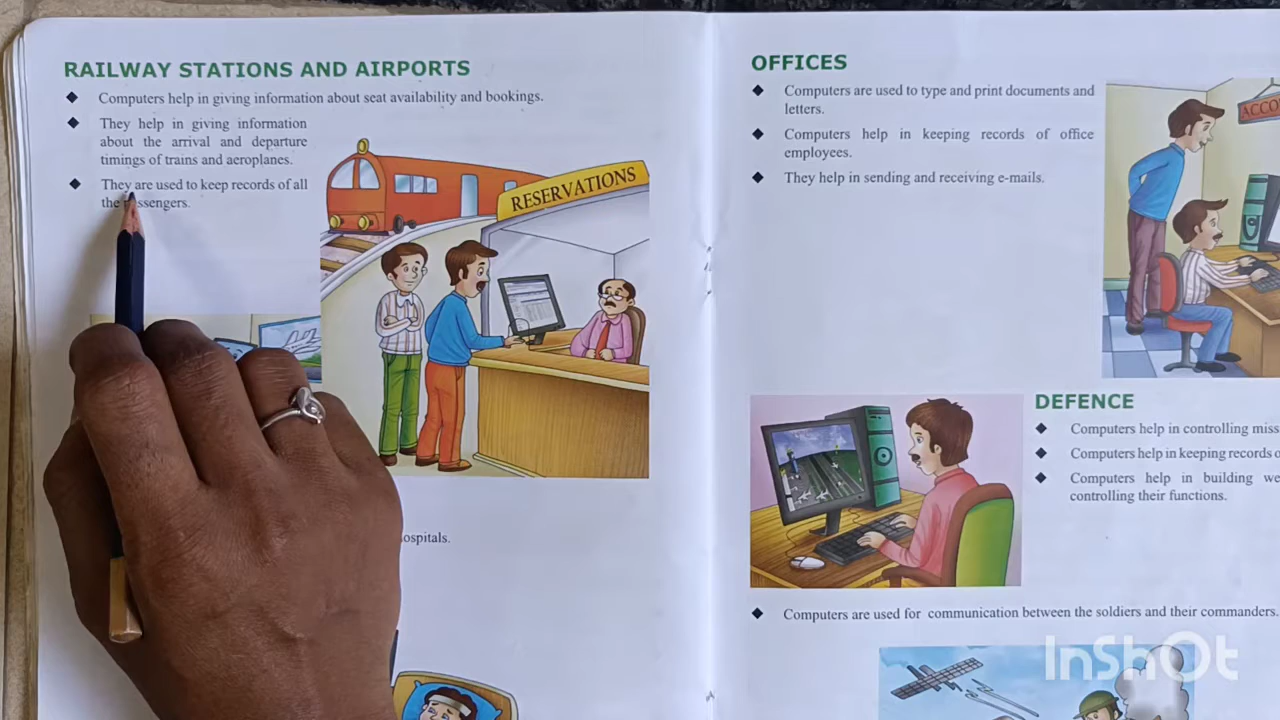 RAILWAY STATIONS AND AIRPORTS
◆ Computers help in giving information about seat availability and bookings.
◆ They help in giving information
about the arrival and departure
timings of trains and aeroplanes.
◆ They are used to keep records of all
the passengers.
RESERVATIONS
ospitals.
OFFICES
◆ Computers are used to type and print documents and
letters.
◆ Computers help in keeping records of office
employees.
◆ They help in sending and receiving e-mails.
ACCO
DEFENCE
◆ Computers help in controlling miss
◆ Computers help in keeping records o
◆ Computers help in building we
controlling their functions.
◆ Computers are used for communication between the soldiers and their commanders.
InShOt